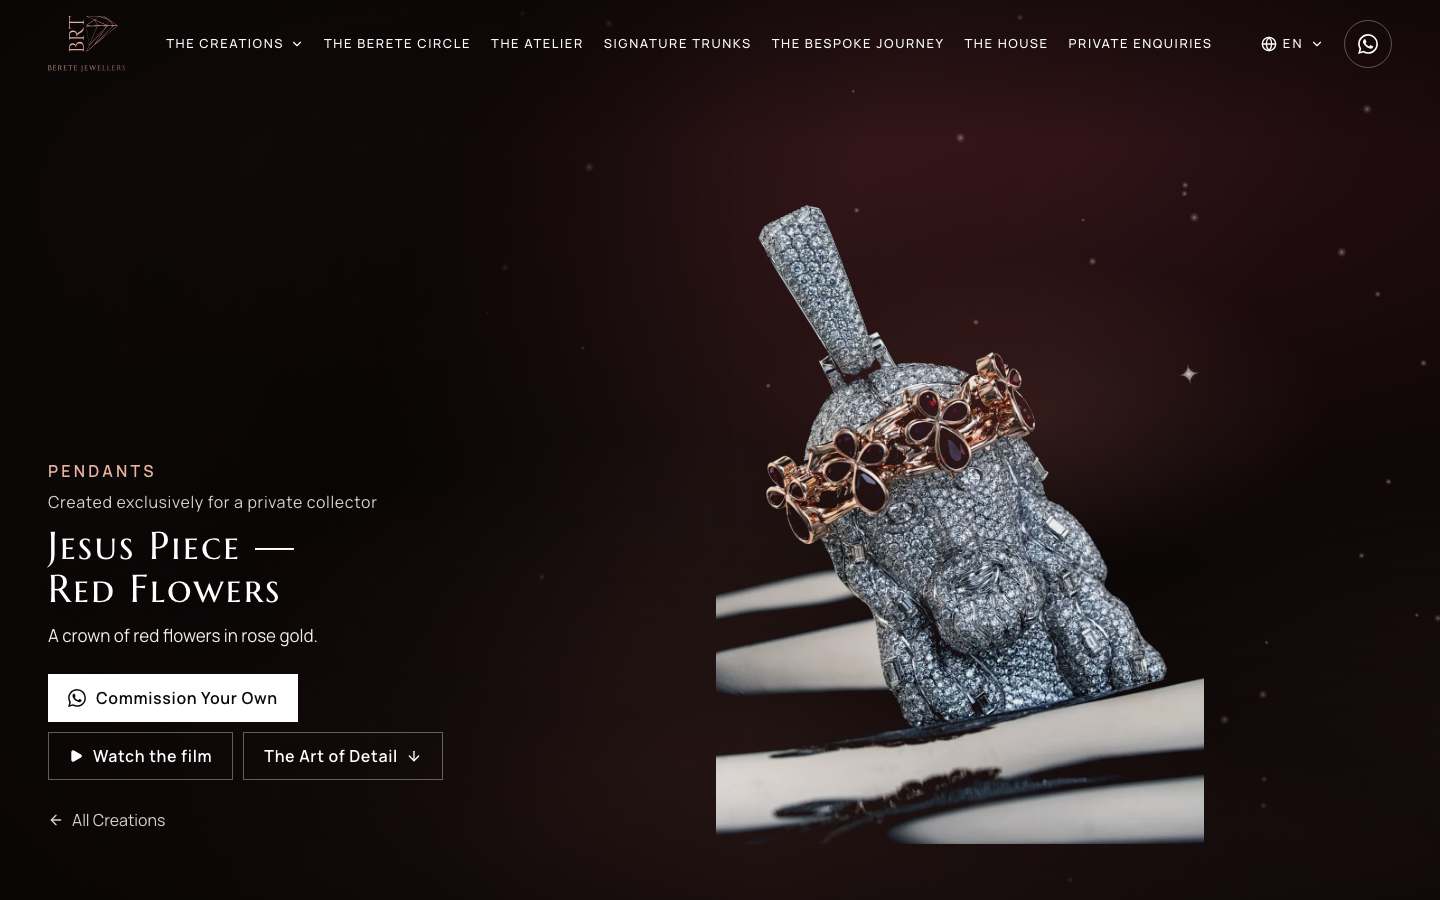 BRT
BERETE JEWELLERS
THE CREATIONS
THE BERETE CIRCLE
THE ATELIER
SIGNATURE TRUNKS
THE BESPOKE JOURNEY
THE HOUSE
PRIVATE ENQUIRIES
EN
PENDANTS
Created exclusively for a private collector
Jesus Piece —
Red Flowers
A crown of red flowers in rose gold.
Commission Your Own
Watch the film
The Art of Detail
All Creations